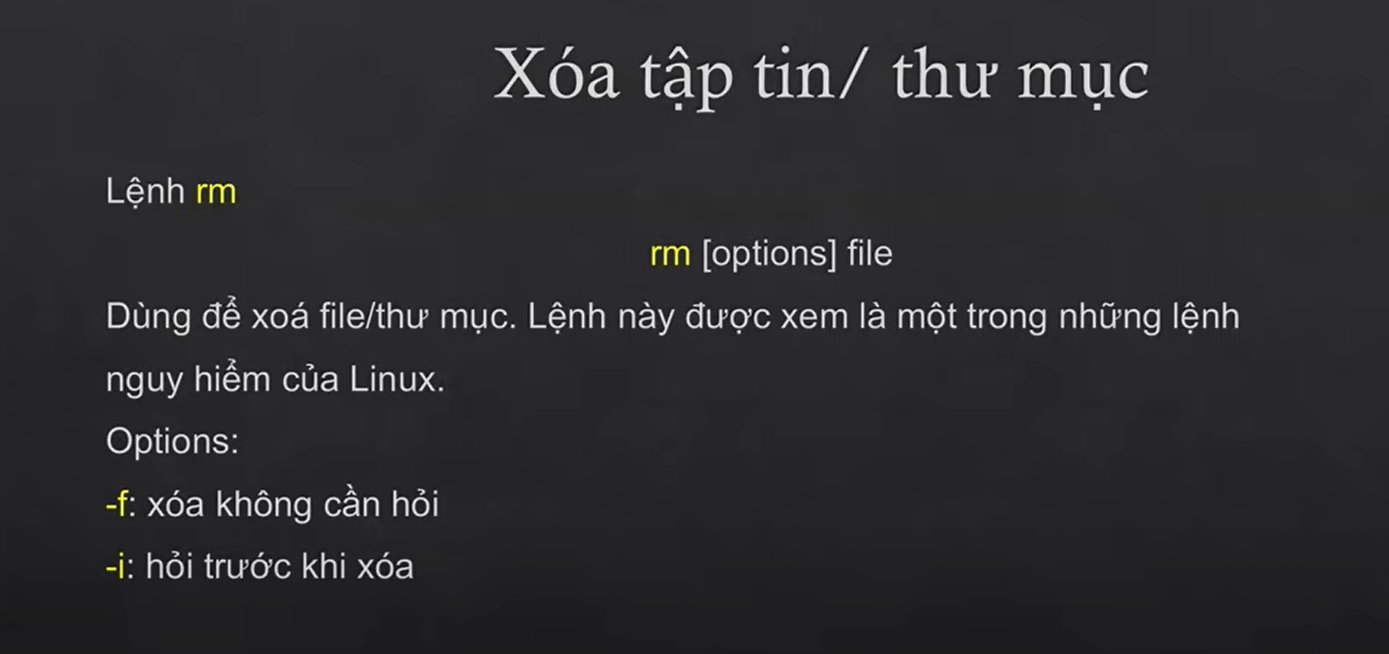 Xóa tập tin/ thư mục
Lệnh rm
rm [options] file
Dùng để xoá file/thư mục. Lệnh này được xem là một trong những lệnh
nguy hiểm của Linux.
Options:
-f: xóa không cần hỏi
-i: hỏi trước khi xóa